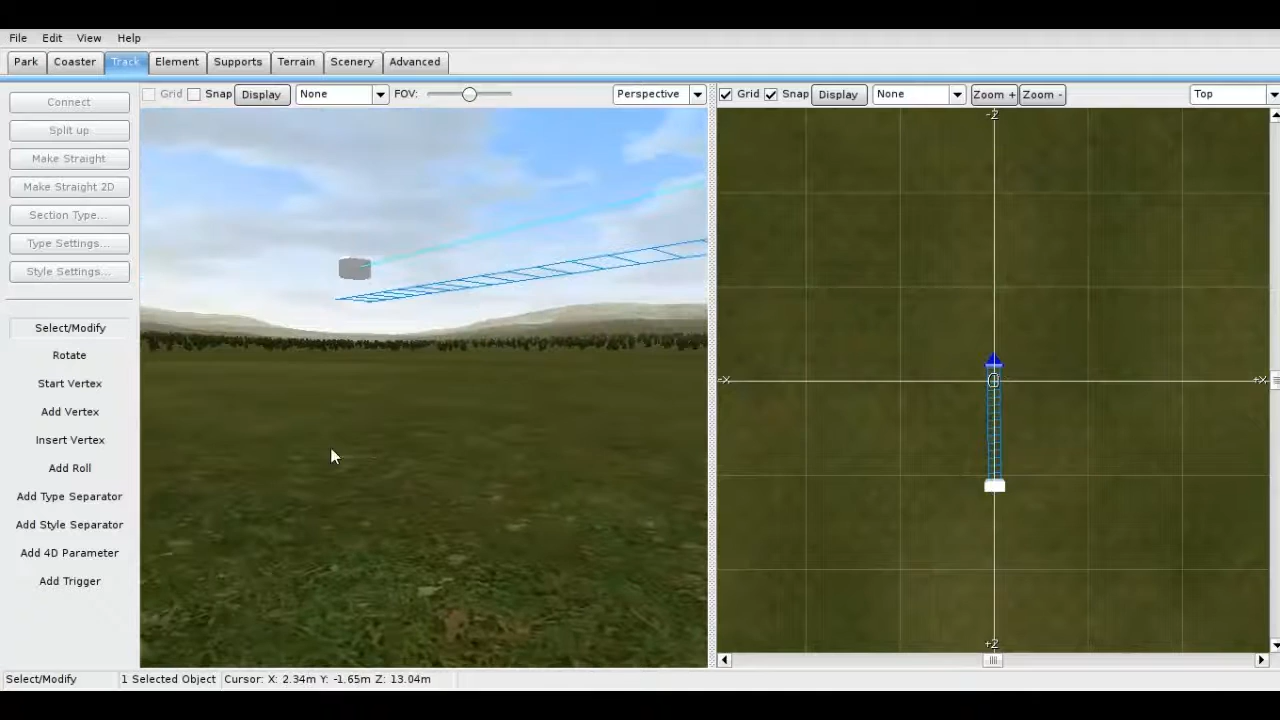 File Edit View Help
Park Coaster Track Element Supports Terrain Scenery Advanced
Grid Snap Display None FOV: Perspective
Grid Snap Display None Zoom + Zoom - Top
Connect
Split up
Make Straight
Make Straight 2D
Section Type...
Type Settings...
Style Settings...
Select/Modify
Rotate
Start Vertex
Add Vertex
Insert Vertex
Add Roll
Add Type Separator
Add Style Separator
Add 4D Parameter
Add Trigger
-Z
-X
+X
+Z
Select/Modify 1 Selected Object Cursor: X: 2.34m Y: -1.65m Z: 13.04m